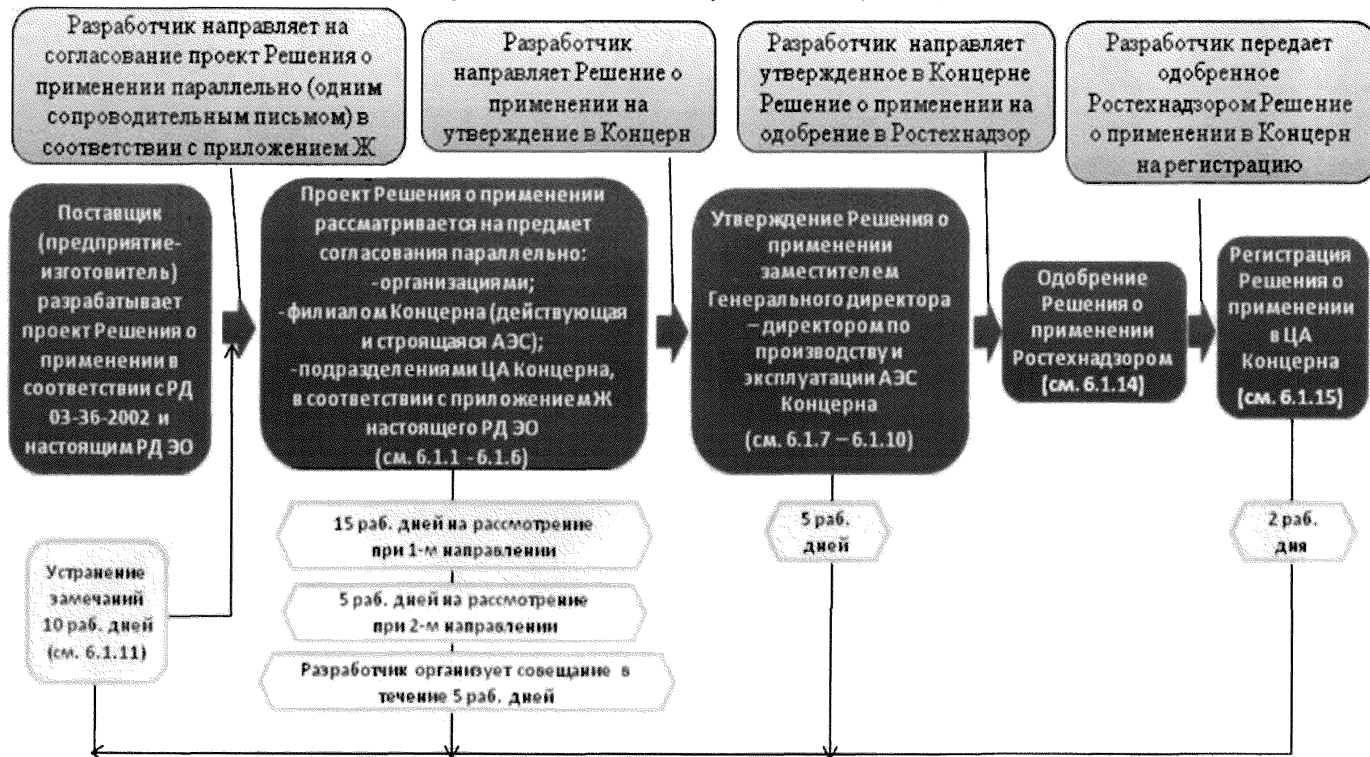 Разработчик направляет на
согласование проект Решения о
применении параллельно (одним
сопроводительным письмом) в
соответствии с приложением Ж
Разработчик
направляет Решение о
применении на
утверждение в Концерн
Разработчик направляет
утвержденное в Концерне
Решение о применении на
одобрение в Ростехнадзор
Разработчик передает
одобренное
Ростехнадзором Решение
о применении в Концерн
на регистрацию
Поставщик
(предприятие-
изготовитель)
разрабатывает
проект Решения о
применении в
соответствии с РД
03-36-2002 и
настоящим РД ЭО
Проект Решения о применении
рассматривается на предмет
согласования параллельно:
-организациями;
-филиалом Концерна (действующая
и строящаяся АЭС);
-подразделениями ЦА Концерна,
в соответствии с приложением Ж
настоящего РД ЭО
(см. 6.1.1 - 6.1.6)
Утверждение Решения о
применении
заместителем
Генерального директора
– директором по
производству и
эксплуатации АЭС
Концерна
(см. 6.1.7 – 6.1.10)
Одобрение
Решения о
применении
Ростехнадзором
(см. 6.1.14)
Регистрация
Решения о
применении
в ЦА
Концерна
(см. 6.1.15)
15 раб. дней на рассмотрение
при 1-м направлении
5 раб. дней на рассмотрение
при 2-м направлении
Разработчик организует совещание в
течение 5 раб. дней
5 раб.
дней
2 раб.
дня
Устранение
замечаний
10 раб. дней
(см. 6.1.11)